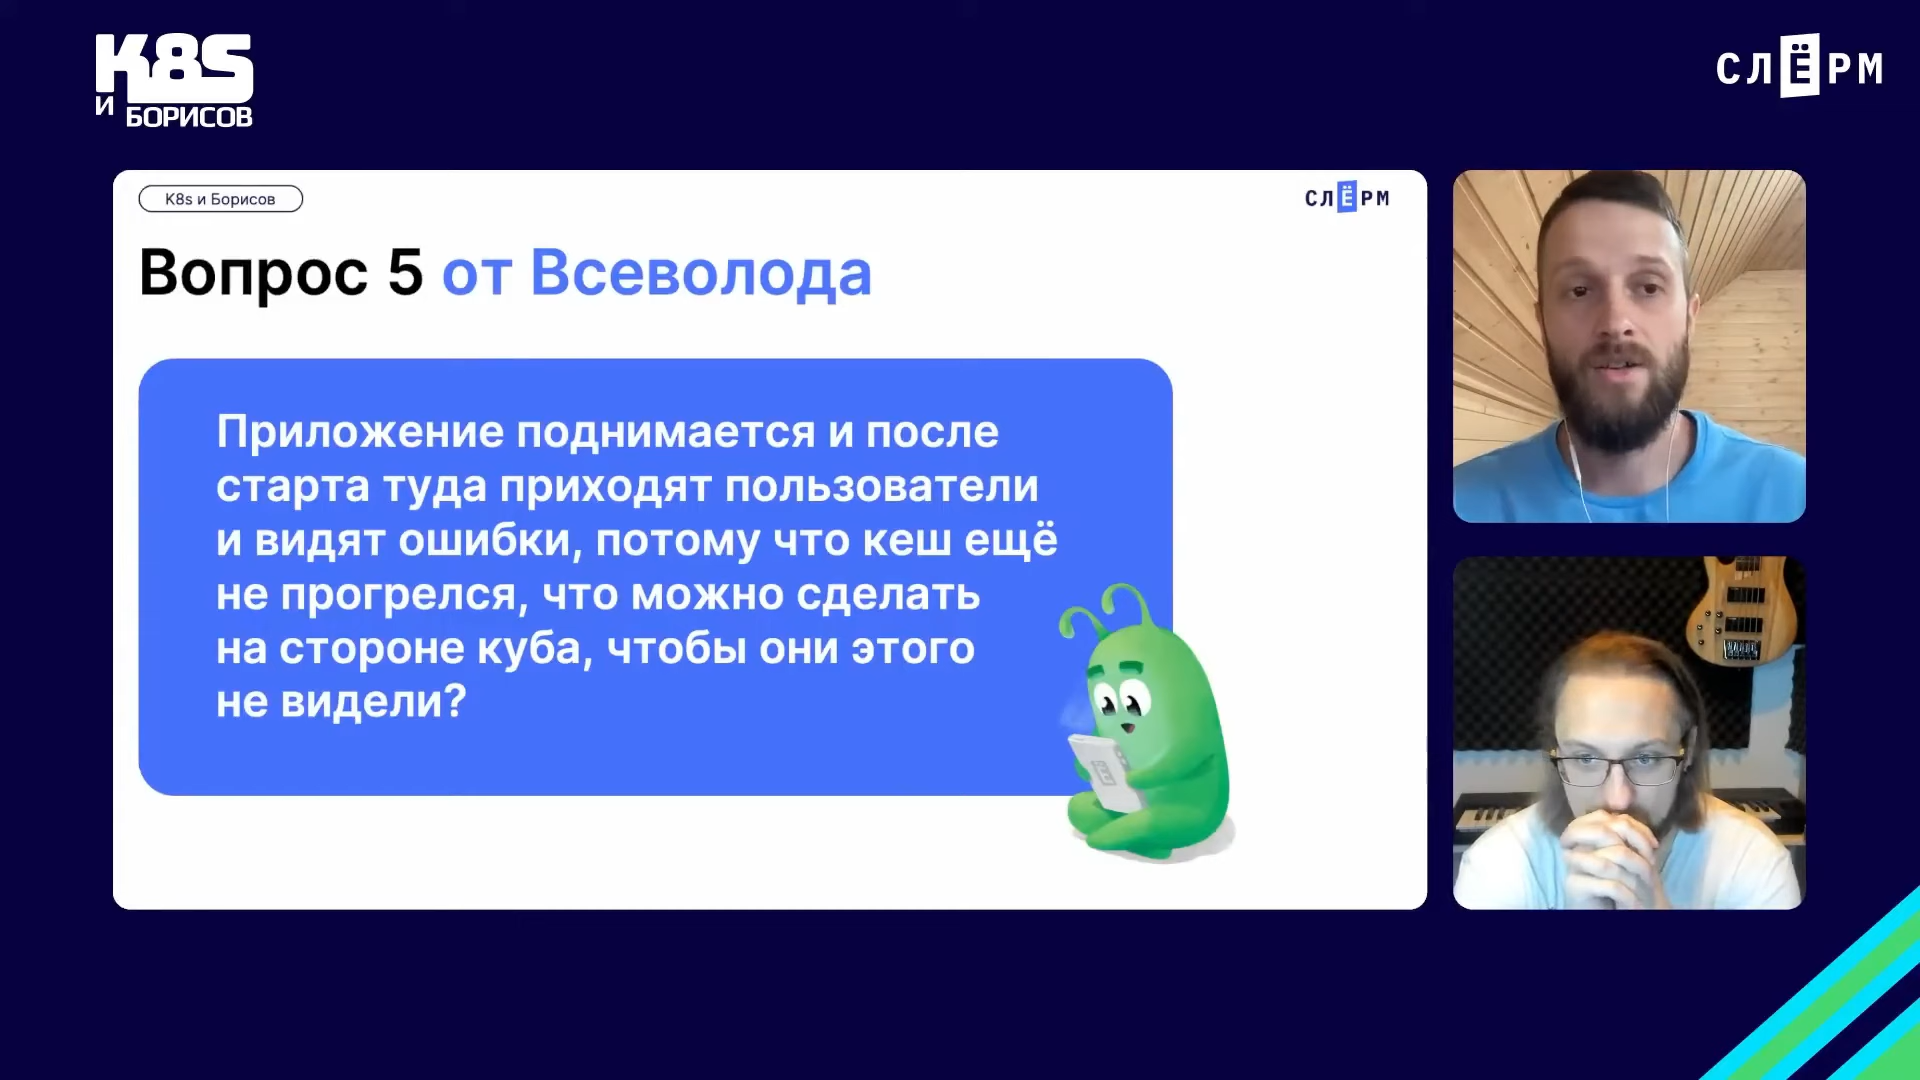 K8S
И БОРИСОВ
СЛЁРМ
K8s и Борисов
СЛЁРМ
Вопрос 5 от Всеволода
Приложение поднимается и после
старта туда приходят пользователи
и видят ошибки, потому что кеш ещё
не прогрелся, что можно сделать
на стороне куба, чтобы они этого
не видели?